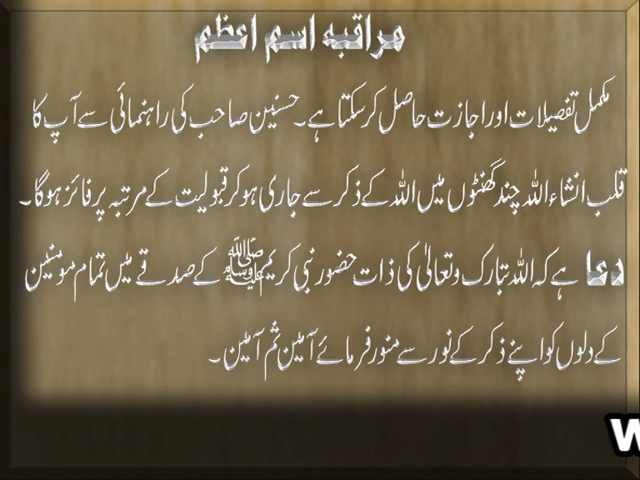 مراقبہ اسم اعظم
مکمل تفصیلات اور اجازت حاصل کر سکتا ہے۔ حسنین صاحب کی راہنمائی سے آپ کا
قلب انشاء اللہ چند گھنٹوں میں اللہ کے ذکر سے جاری ہو کر قبولیت کے مرتبہ پر فائز ہوگا۔
دعا ہے کہ اللہ تبارک وتعالیٰ کی ذات حضور نبی کریم ﷺ کے صدقے میں تمام مومنین
کے دلوں کو اپنے ذکر کے نور سے منور فرمائے آمین ثم آمین۔
W